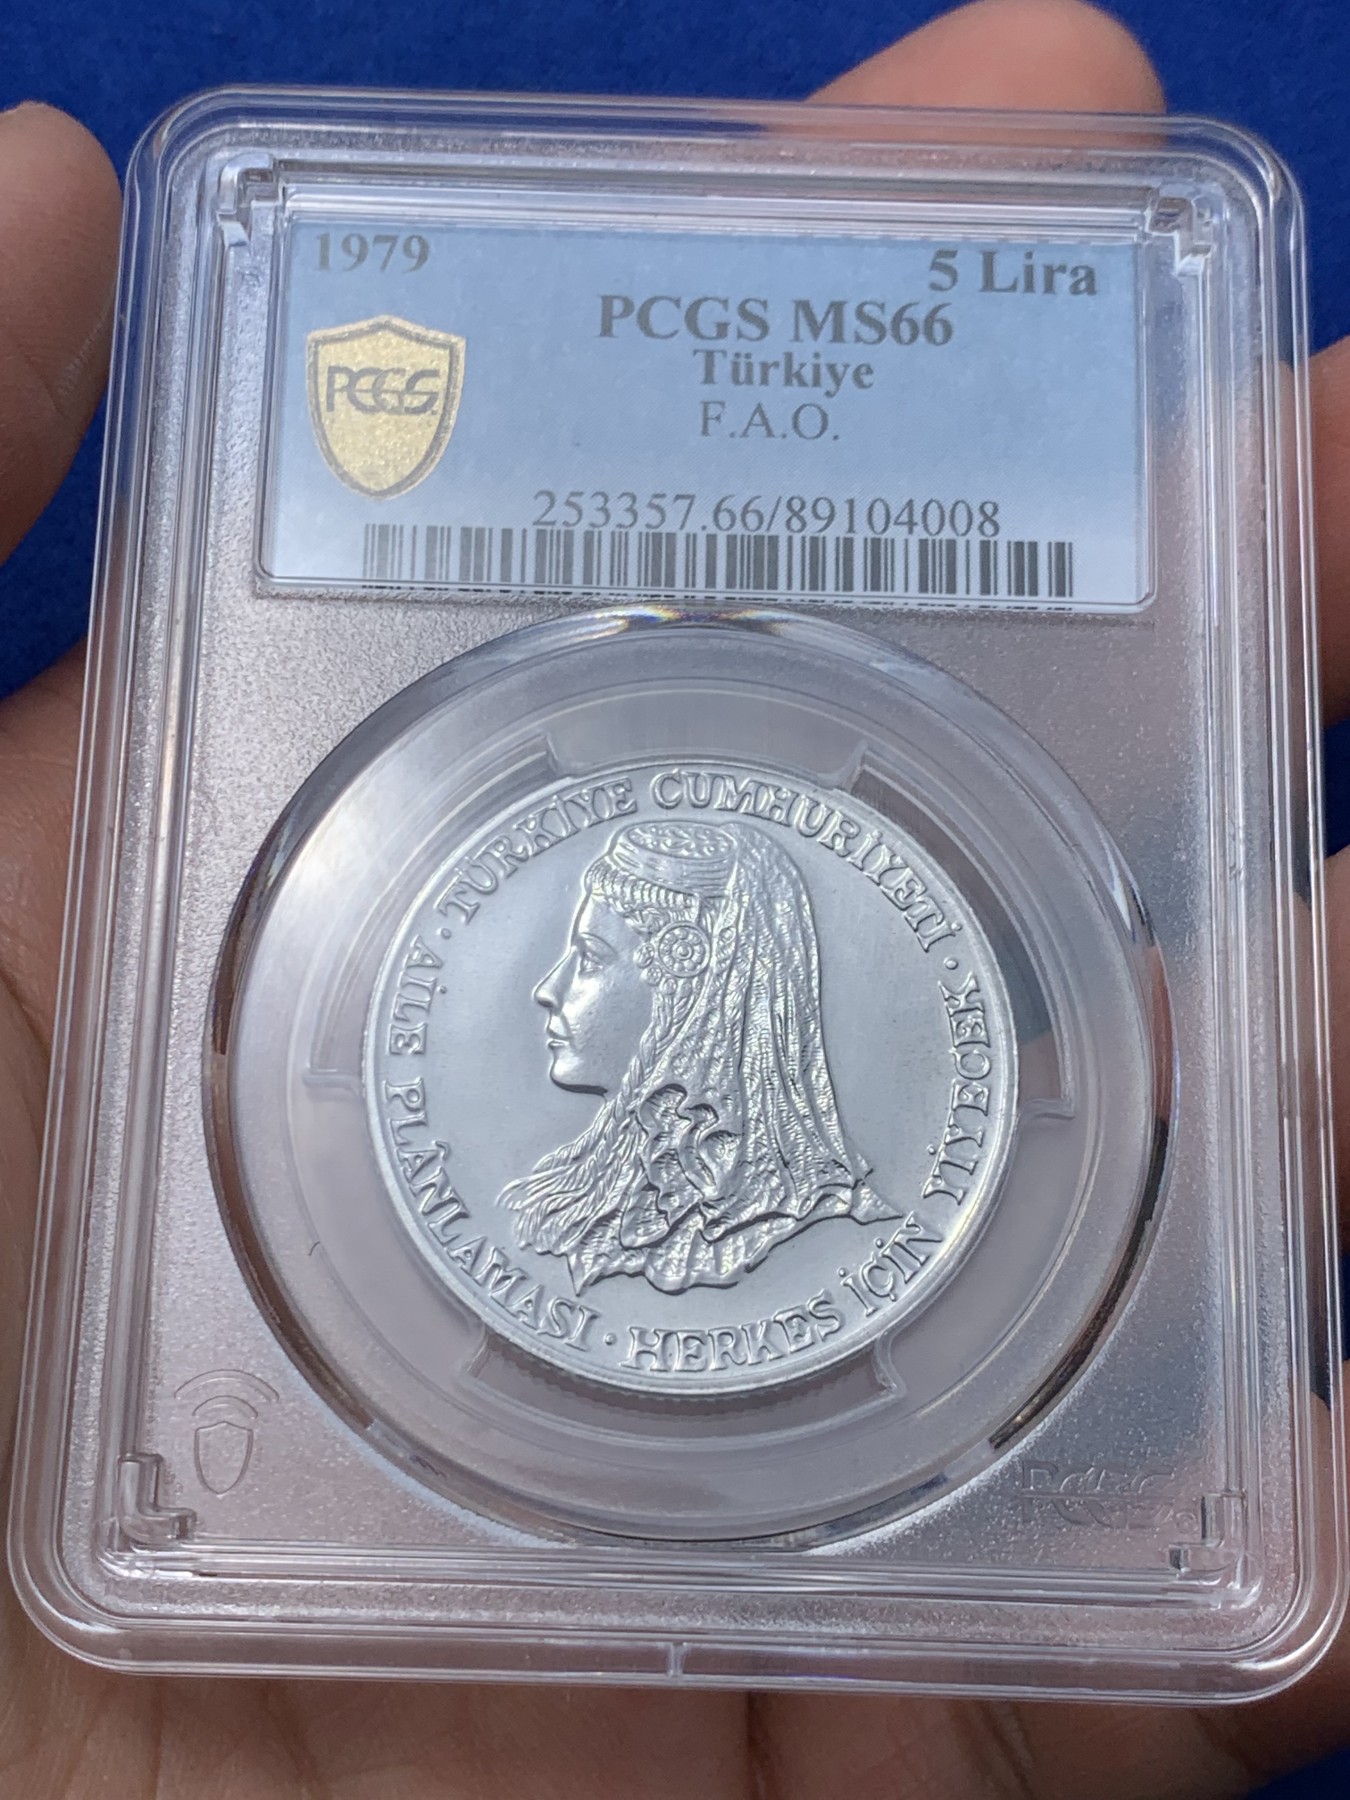 1979
5 Lira
PCGS MS66
Türkiye
F.A.O.
PCGS
253357.66/89104008
· TÜRKİYE CUMHURİYETİ · YİYECEK
AİLE PLÂNLAMASI · HERKES İÇİN
PCGS